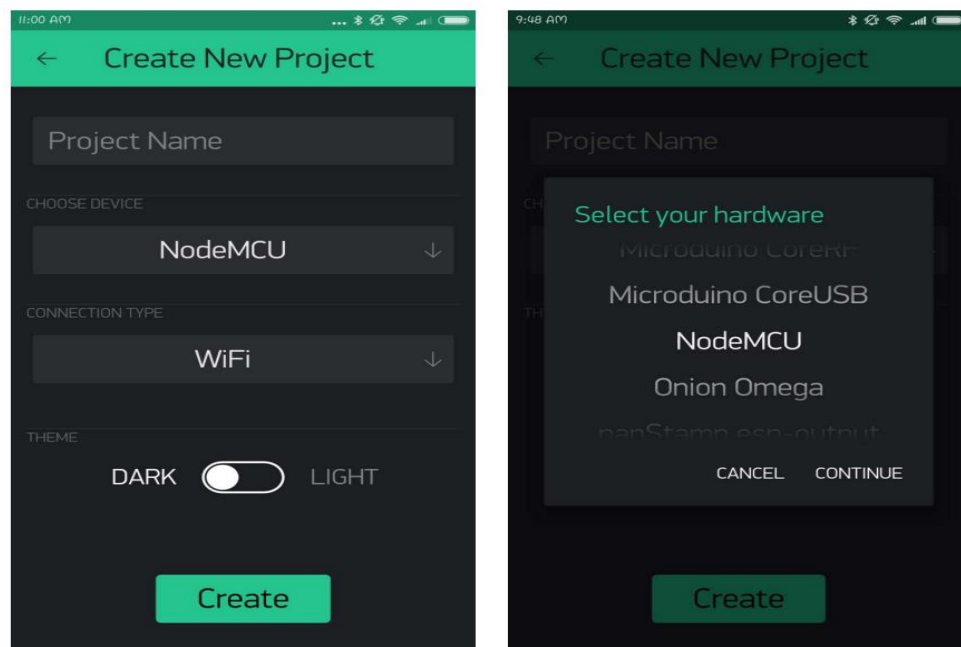 11:00 AM
Create New Project
Project Name
CHOOSE DEVICE
NodeMCU
CONNECTION TYPE
WiFi
THEME
DARK LIGHT
Create
9:48 AM
Create New Project
Project Name
CH
Select your hardware
Microduino CoreRF
Microduino CoreUSB
TH
NodeMCU
Onion Omega
CANCEL CONTINUE
Create